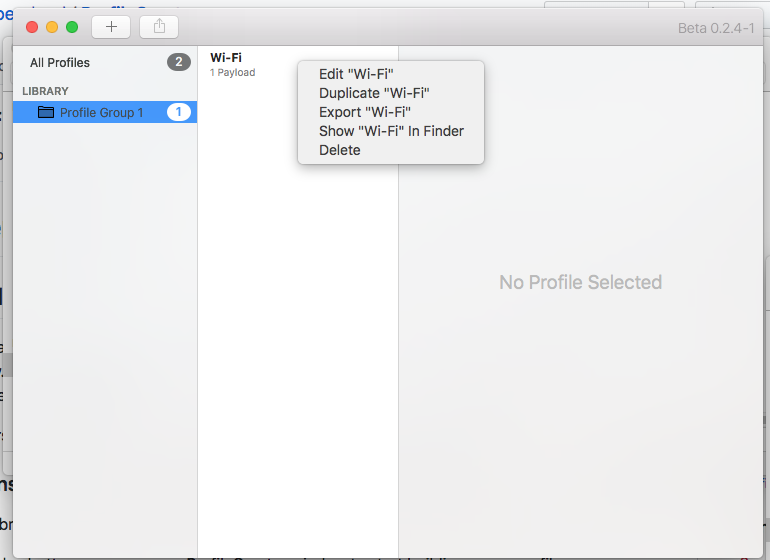 Beta 0.2.4-1
All Profiles 2
LIBRARY
Profile Group 1 1
Wi-Fi
1 Payload
Edit "Wi-Fi"
Duplicate "Wi-Fi"
Export "Wi-Fi"
Show "Wi-Fi" In Finder
Delete
No Profile Selected